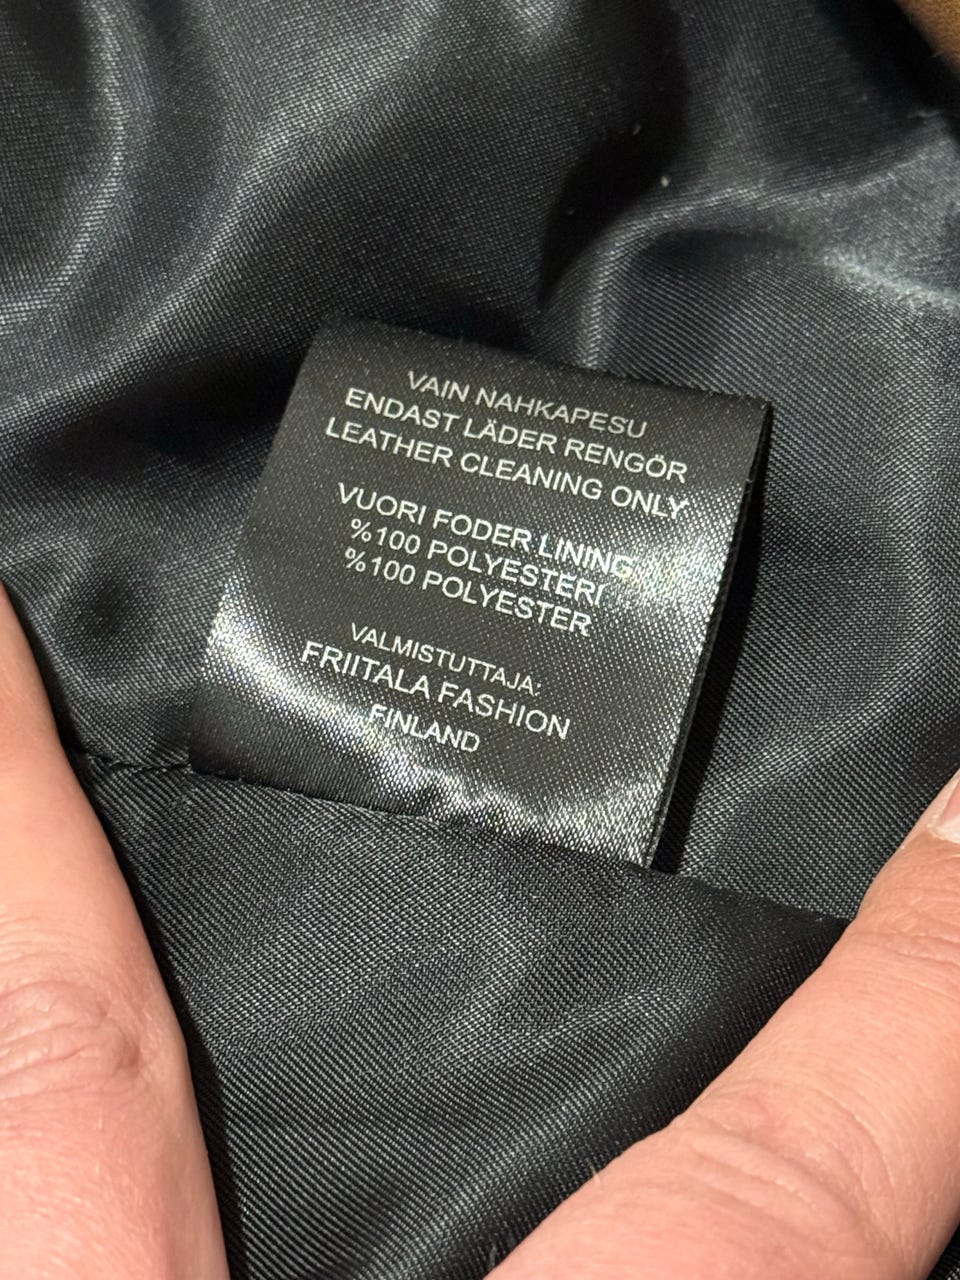 VAIN NAHKAPESU
ENDAST LÄDER RENGÖR
LEATHER CLEANING ONLY
VUORI FODER LINING
%100 POLYESTERI
%100 POLYESTER
VALMISTUTTAJA:
FRIITALA FASHION
FINLAND